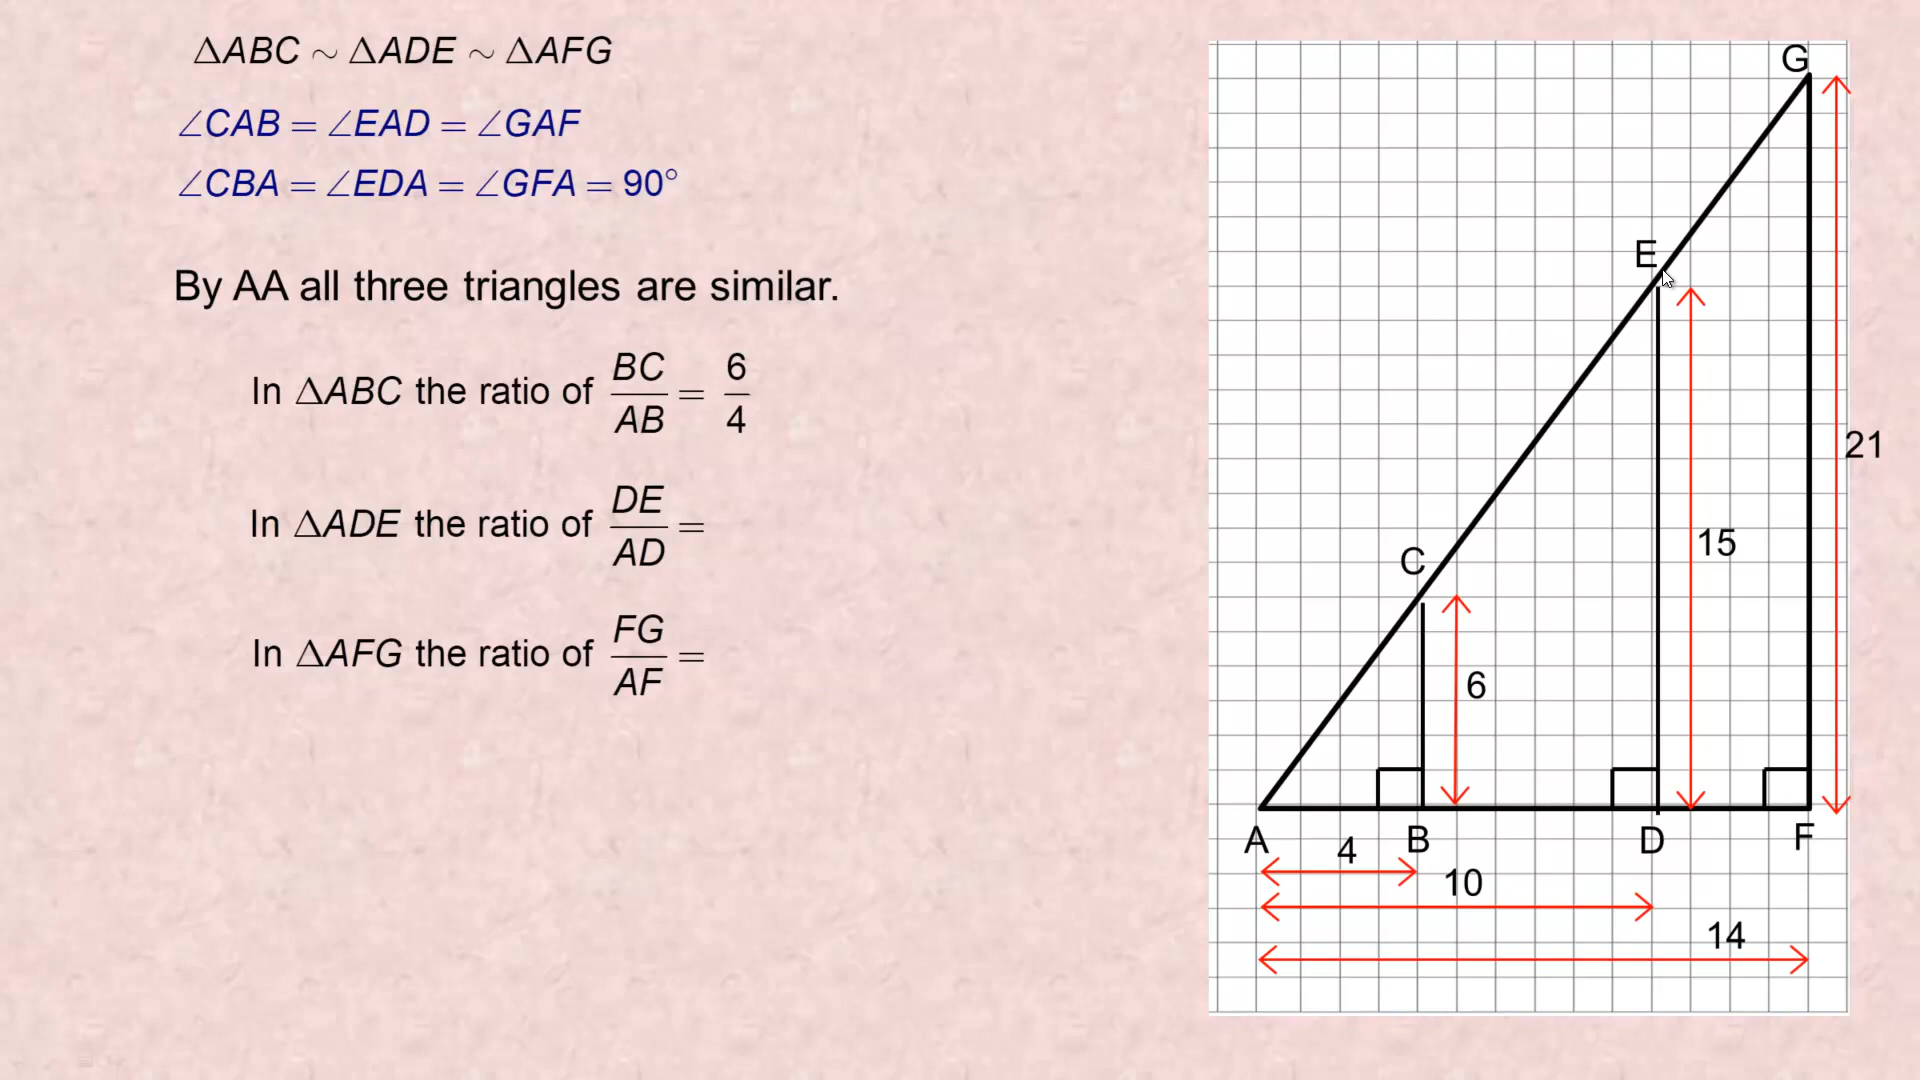 ΔABC ~ ΔADE ~ ΔAFG
∠CAB = ∠EAD = ∠GAF
∠CBA = ∠EDA = ∠GFA = 90°
By AA all three triangles are similar.
In ΔABC the ratio of BC/AB = 6/4
In ΔADE the ratio of DE/AD =
In ΔAFG the ratio of FG/AF =
G
E
21
15
C
6
A
B
D
F
4
10
14